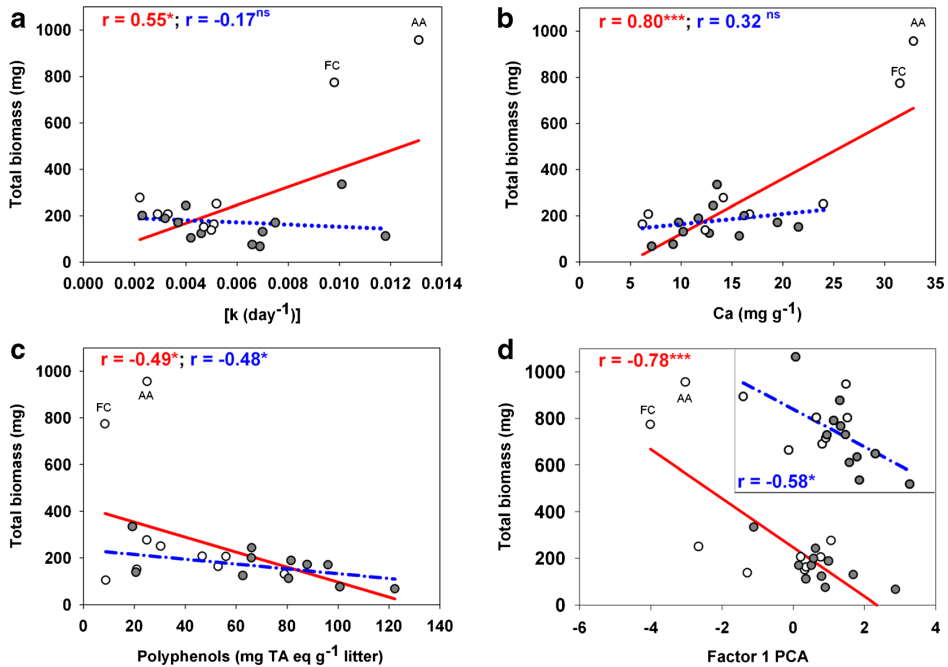 a
r = 0.55*; r = -0.17ns
Total biomass (mg)
1000
800
600
400
200
0
AA
FC
0.000 0.002 0.004 0.006 0.008 0.010 0.012 0.014
[k (day-1)]
b
r = 0.80***; r = 0.32 ns
Total biomass (mg)
1000
800
600
400
200
0
AA
FC
5 10 15 20 25 30 35
Ca (mg g-1)
c
r = -0.49*; r = -0.48*
Total biomass (mg)
1000
800
600
400
200
0
AA
FC
0 20 40 60 80 100 120 140
Polyphenols (mg TA eq g-1 litter)
d
r = -0.78***
Total biomass (mg)
1000
800
600
400
200
0
AA
FC
r = -0.58*
-6 -4 -2 0 2 4
Factor 1 PCA